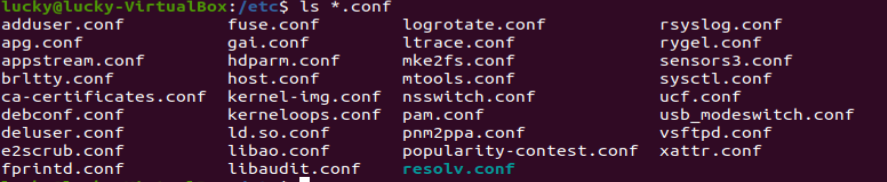 lucky@lucky-VirtualBox:/etc$ ls *.conf
adduser.conf fuse.conf logrotate.conf rsyslog.conf
apg.conf gai.conf ltrace.conf rygel.conf
appstream.conf hdparm.conf mke2fs.conf sensors3.conf
brltty.conf host.conf mtools.conf sysctl.conf
ca-certificates.conf kernel-img.conf nsswitch.conf ucf.conf
debconf.conf kerneloops.conf pam.conf usb_modeswitch.conf
deluser.conf ld.so.conf pnm2ppa.conf vsftpd.conf
e2scrub.conf libao.conf popularity-contest.conf xattr.conf
fprintd.conf libaudit.conf resolv.conf